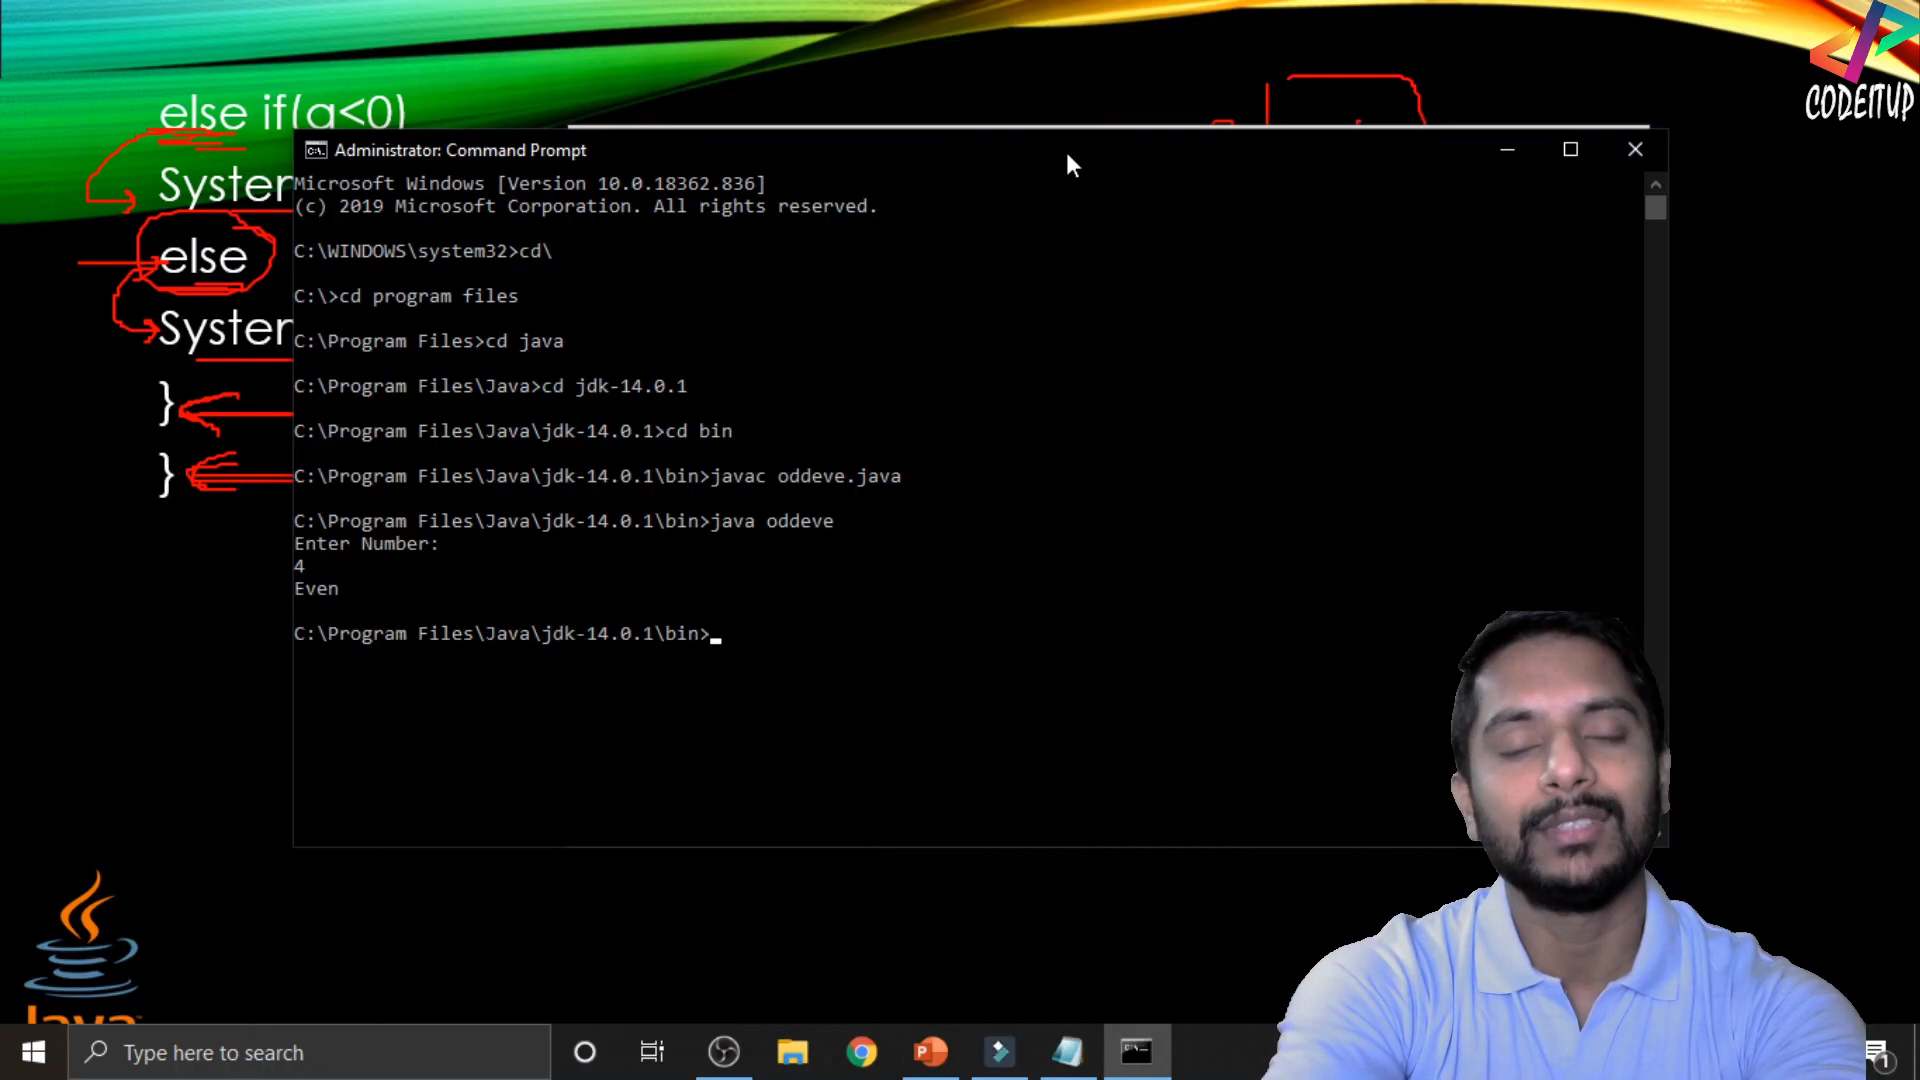 CODEITUP
else if(a<0)
System
else
System
}
}
Administrator: Command Prompt
Microsoft Windows [Version 10.0.18362.836]
(c) 2019 Microsoft Corporation. All rights reserved.
C:\WINDOWS\system32>cd\
C:\>cd program files
C:\Program Files>cd java
C:\Program Files\Java>cd jdk-14.0.1
C:\Program Files\Java\jdk-14.0.1>cd bin
C:\Program Files\Java\jdk-14.0.1\bin>javac oddeve.java
C:\Program Files\Java\jdk-14.0.1\bin>java oddeve
Enter Number:
4
Even
C:\Program Files\Java\jdk-14.0.1\bin>
Java
Type here to search
1